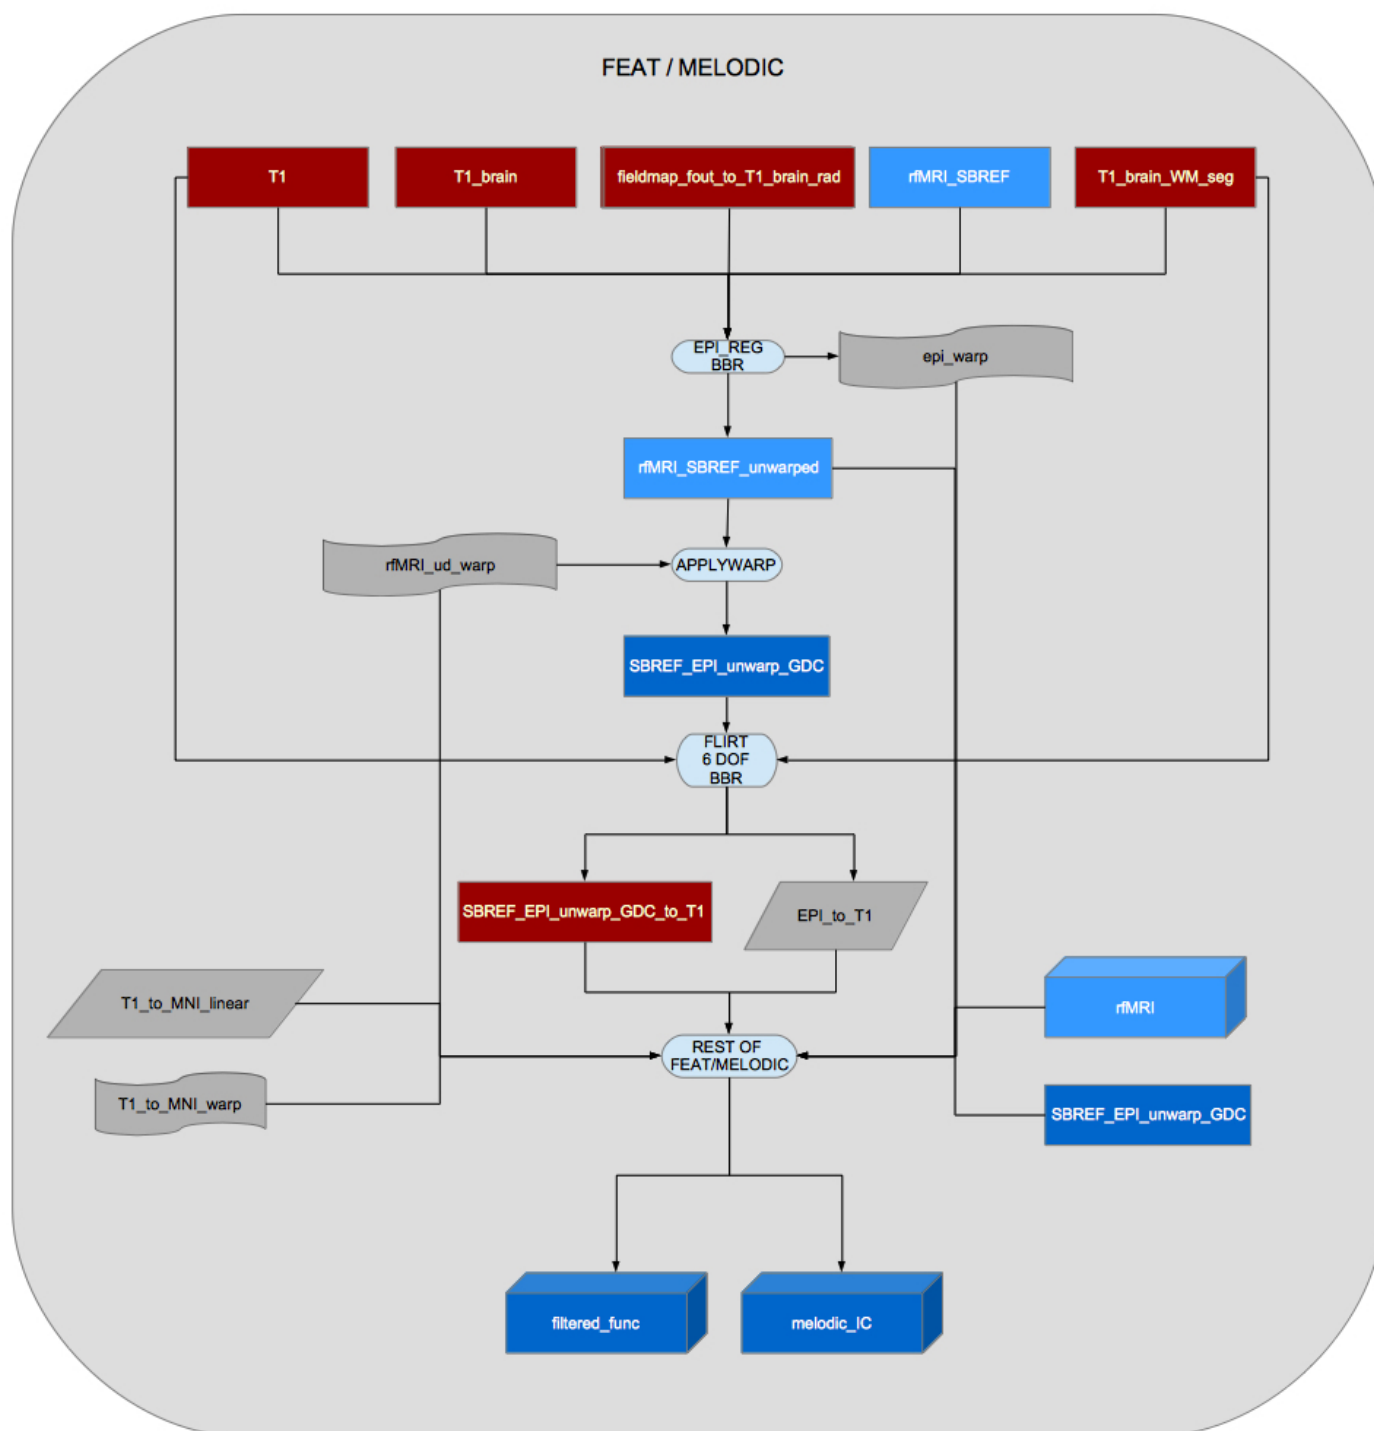 FEAT / MELODIC
T1
T1_brain
fieldmap_fout_to_T1_brain_rad
rfMRI_SBREF
T1_brain_WM_seg
EPI_REG
BBR
epi_warp
rfMRI_SBREF_unwarped
rfMRI_ud_warp
APPLYWARP
SBREF_EPI_unwarp_GDC
FLIRT
6 DOF
BBR
SBREF_EPI_unwarp_GDC_to_T1
EPI_to_T1
T1_to_MNI_linear
rfMRI
REST OF
FEAT/MELODIC
T1_to_MNI_warp
SBREF_EPI_unwarp_GDC
filtered_func
melodic_IC